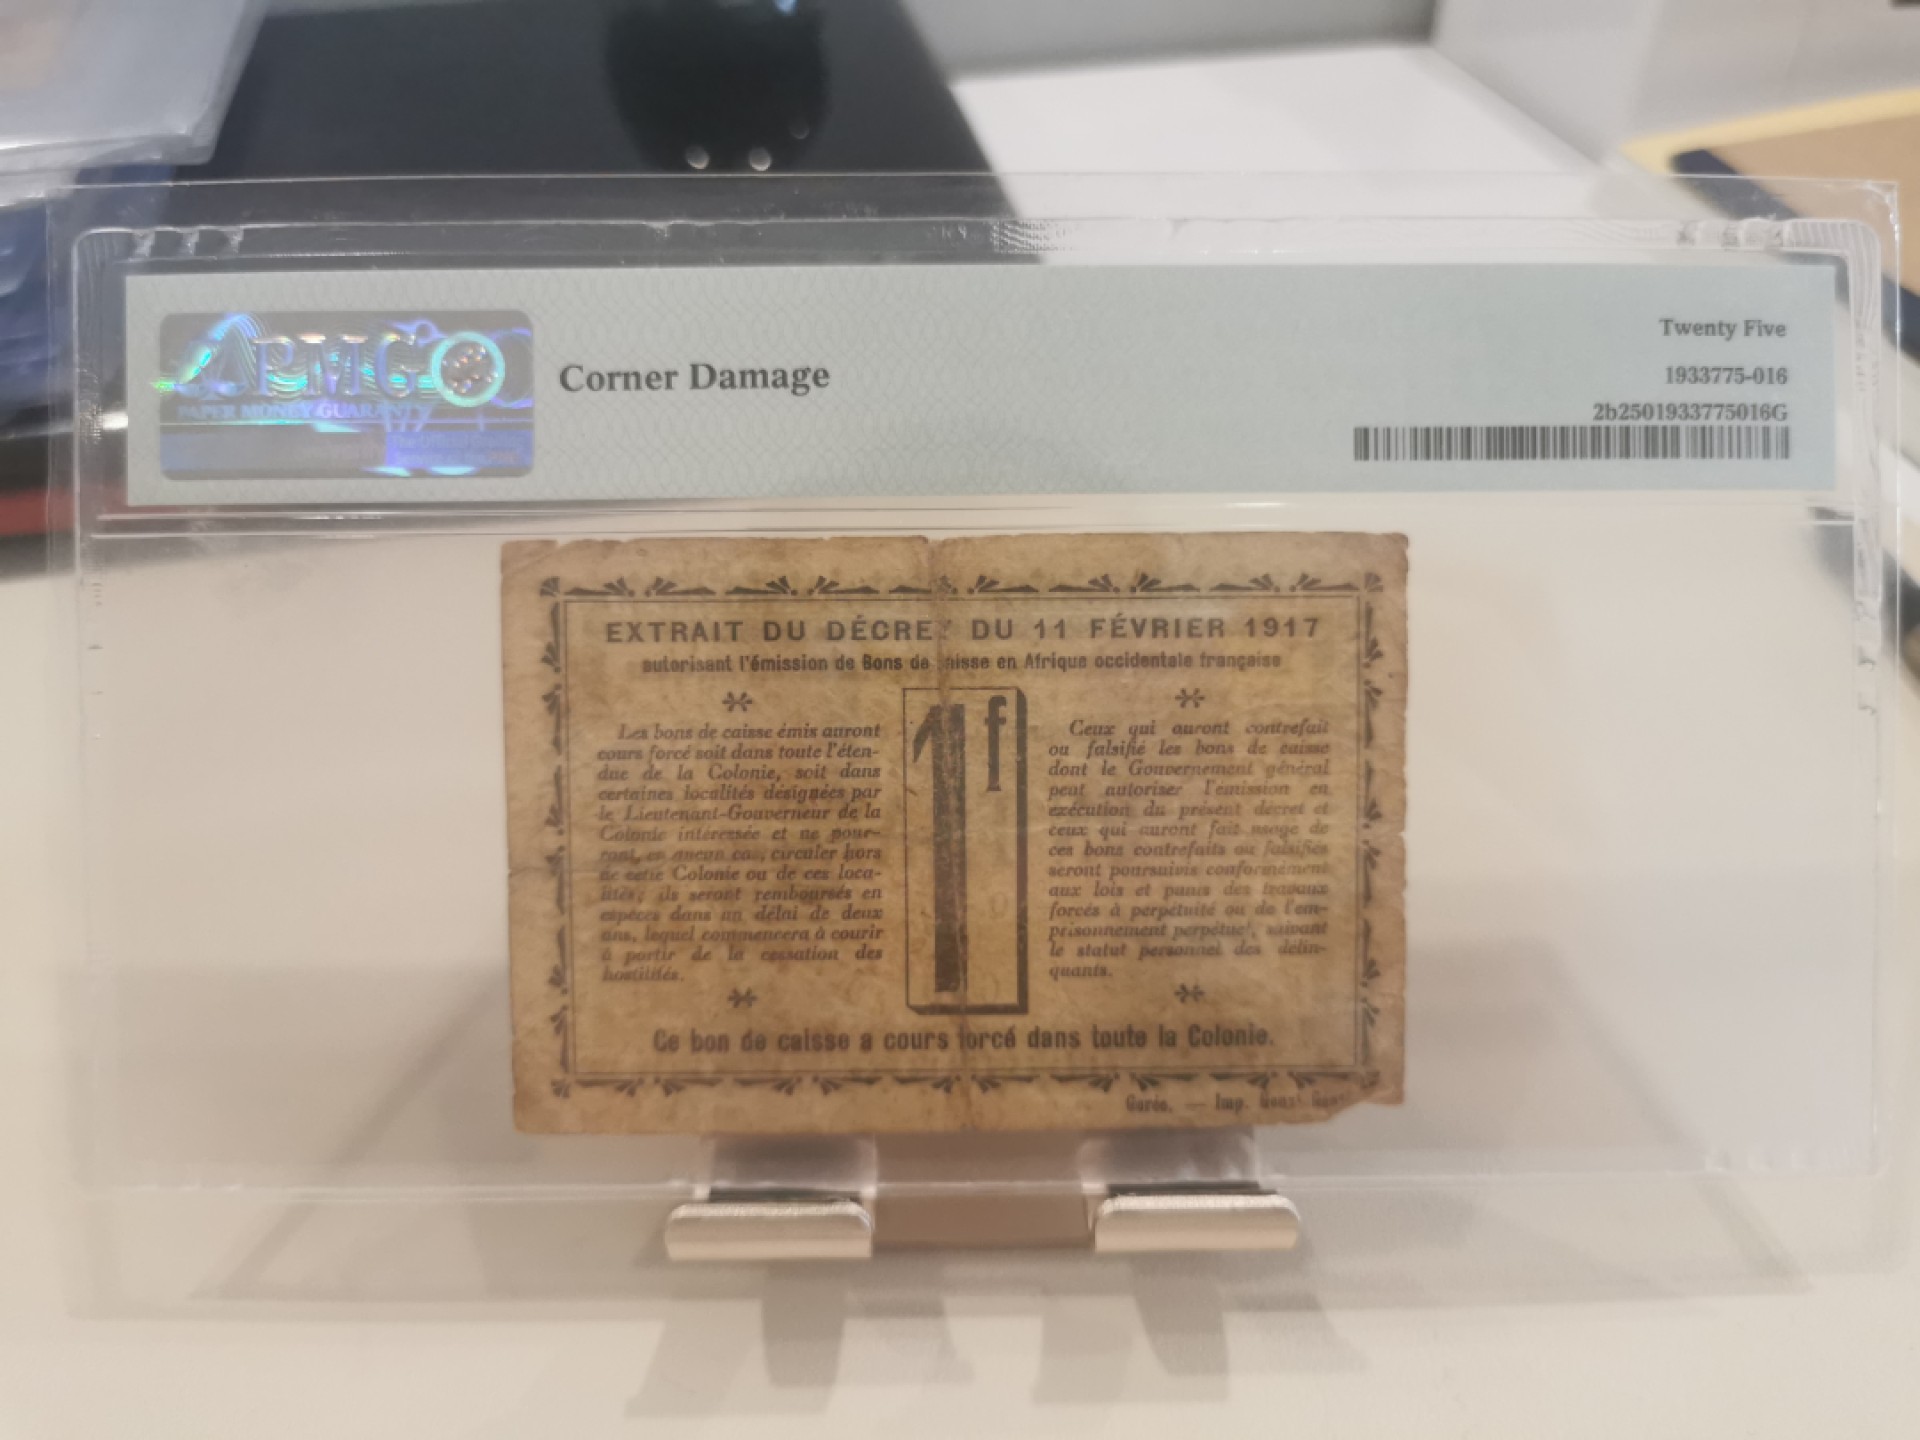 PMG
PAPER MONEY GUARANTY
Corner Damage
Twenty Five
1933775-016
2b2501933775016G
EXTRAIT DU DÉCRET DU 11 FÉVRIER 1917
autorisant l'émission de Bons de caisse en Afrique occidentale française
Les bons de caisse émis auront
cours forcé soit dans toute l'éten-
due de la Colonie, soit dans
certaines localités désignées par
le Lieutenant-Gouverneur de la
Colonie intéressée et ne pour-
ront, en aucun cas, circuler hors
de cette Colonie ou de ces loca-
lités; ils seront remboursés en
espèces dans un délai de deux
ans, lequel commencera à courir
à partir de la cessation des
hostilités.
1f
Ceux qui auront contrefait
ou falsifié les bons de caisse
dont le Gouvernement général
peut autoriser l'émission en
exécution du présent décret et
ceux qui auront fait usage de
ces bons contrefaits ou falsifiés
seront poursuivis conformément
aux lois et punis des travaux
forcés à perpétuité ou de l'em-
prisonnement perpétuel, suivant
le statut personnel des délin-
quants.
Ce bon de caisse a cours forcé dans toute la Colonie.
Gorée. — Imp.